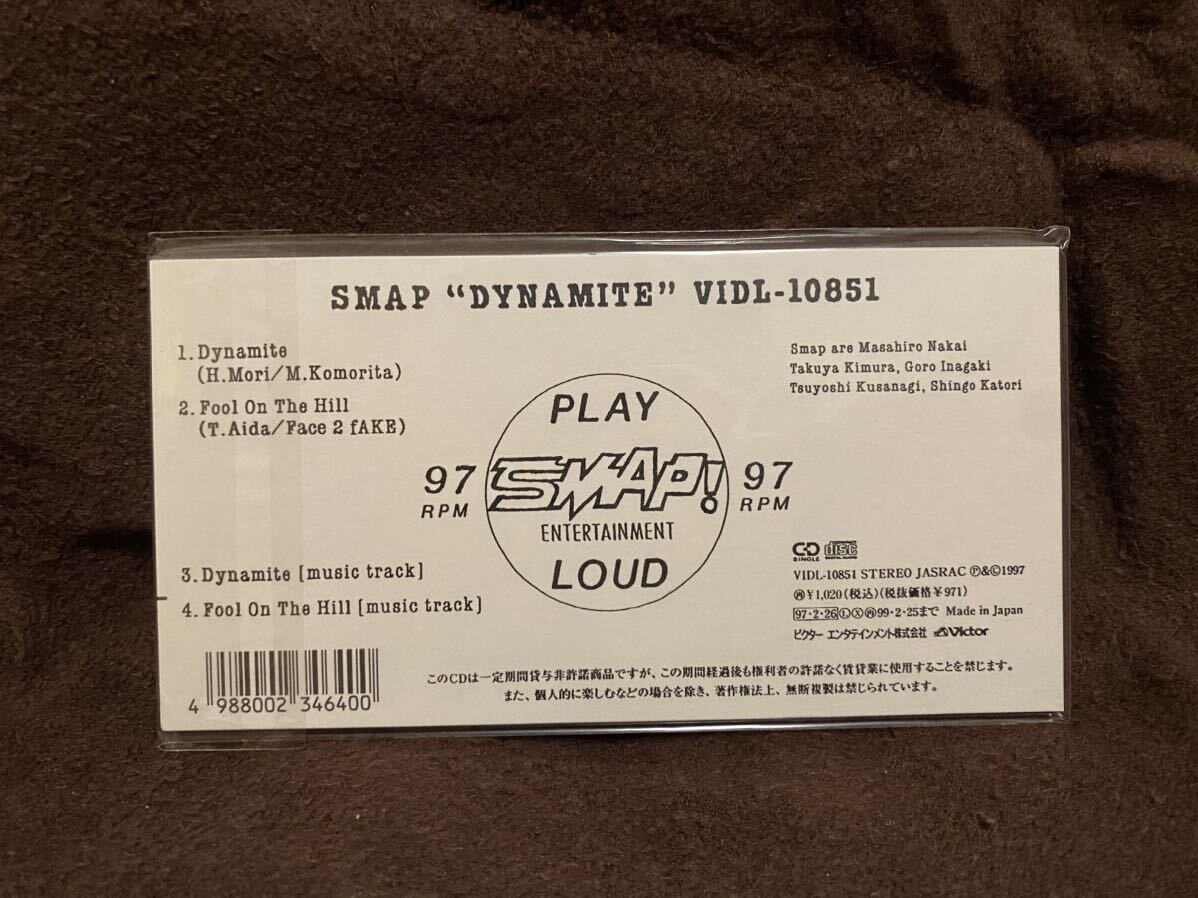 SMAP “DYNAMITE” VIDL-10851
1. Dynamite
(H.Mori/M.Komorita)
2. Fool On The Hill
(T.Aida/Face 2 fAKE)
3. Dynamite [music track]
4. Fool On The Hill [music track]
Smap are Masahiro Nakai
Takuya Kimura, Goro Inagaki
Tsuyoshi Kusanagi, Shingo Katori
PLAY
97 RPM
SMAP!
97 RPM
ENTERTAINMENT
LOUD
CD SINGLE disc
VIDL-10851 STEREO JASRAC Ⓟ&Ⓒ1997
¥1,020(税込)(税抜価格¥971)
97・2・26 Ⓛ Ⓧ 99・2・25まで Made in Japan
ビクター エンタテインメント株式会社 Victor
4 988002 346400
このCDは一定期間貸与非許諾商品ですが、この期間経過後も権利者の許諾なく賃貸業に使用することを禁じます。
また、個人的に楽しむなどの場合を除き、著作権法上、無断複製は禁じられています。